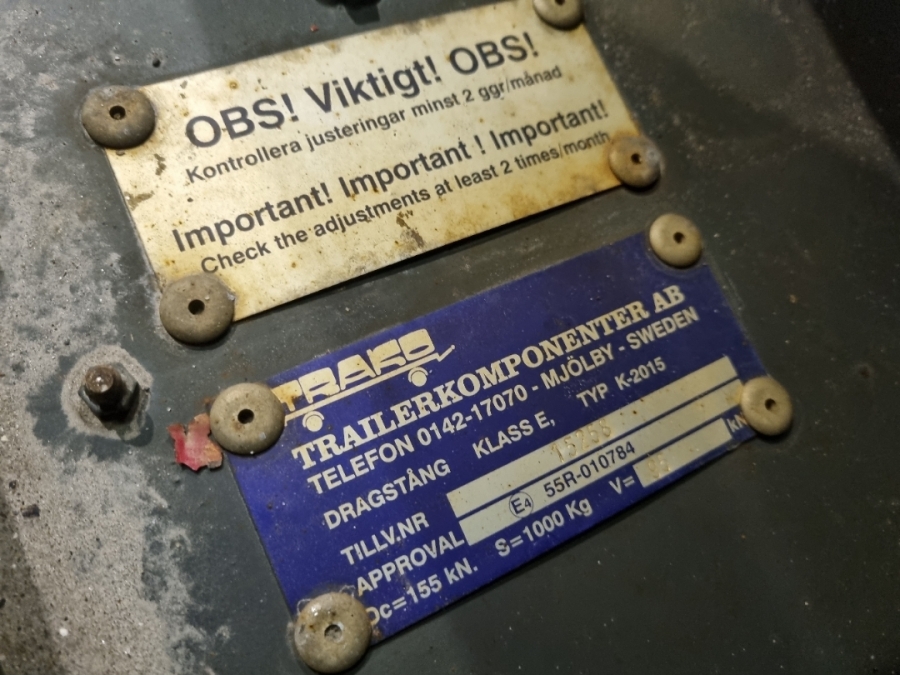 OBS! Viktigt! OBS!
Kontrollera justeringar minst 2 ggr/månad
Important! Important ! Important!
Check the adjustments at least 2 times/month
TRAKO
TRAILERKOMPONENTER AB
TELEFON 0142-17070 - MJÖLBY - SWEDEN
DRAGSTÅNG KLASS E, TYP K-2015
TILLV.NR
APPROVAL E4 55R-010784
Dc=155 kN. S=1000 Kg V= kN